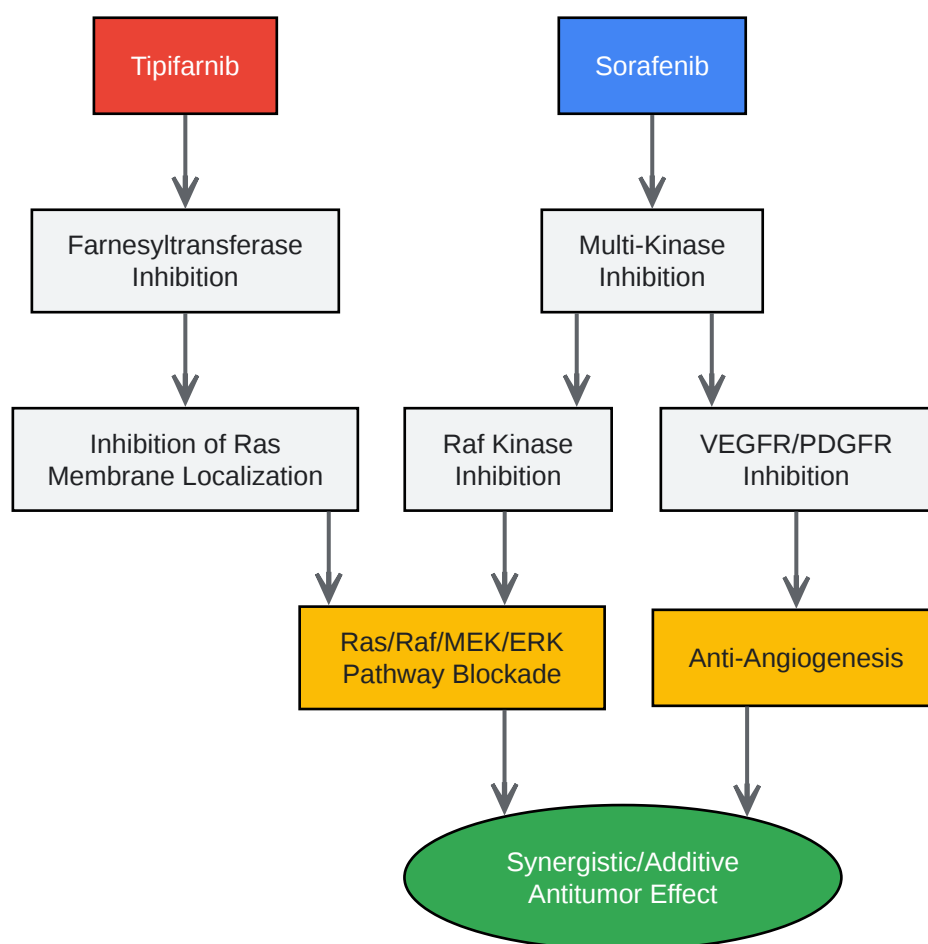 Tipifarnib
Sorafenib
Farnesyltransferase
Inhibition
Multi-Kinase
Inhibition
Inhibition of Ras
Membrane Localization
Raf Kinase
Inhibition
VEGFR/PDGFR
Inhibition
Ras/Raf/MEK/ERK
Pathway Blockade
Anti-Angiogenesis
Synergistic/Additive
Antitumor Effect